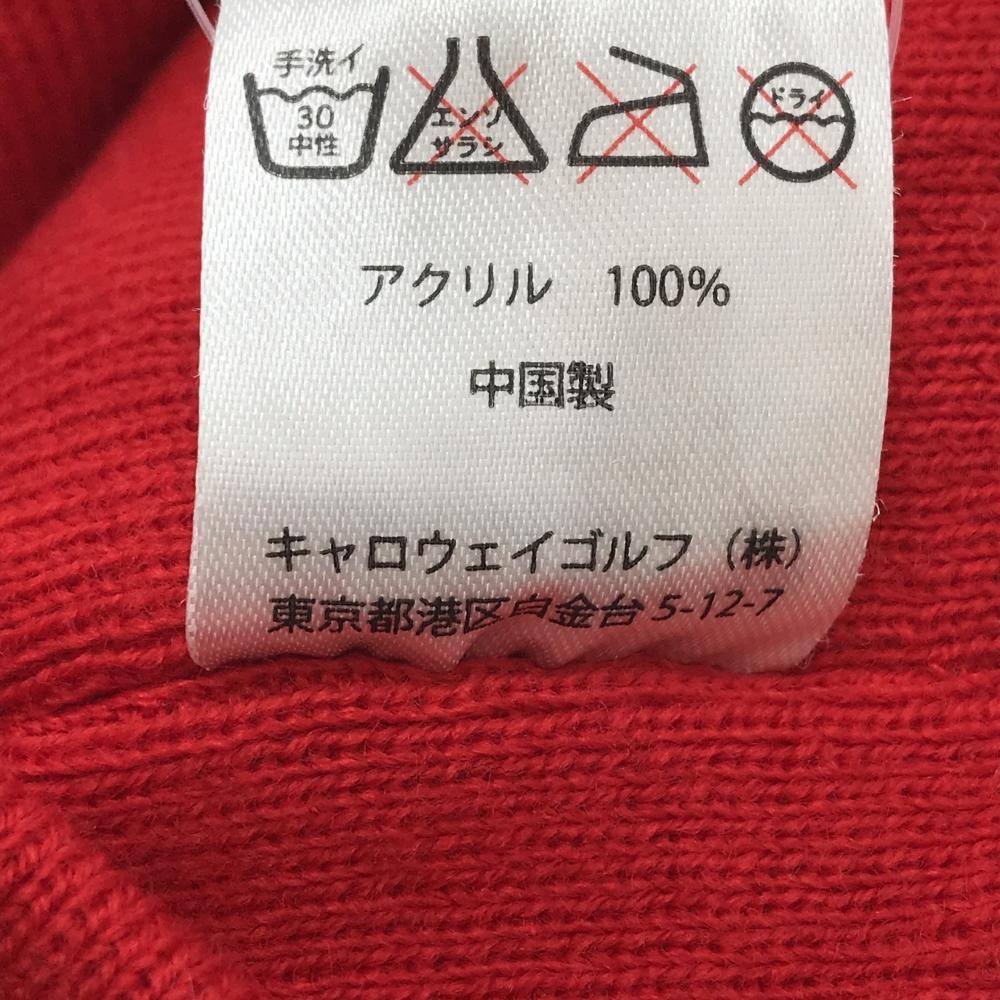 手洗イ
30
中性
エンソ
サラシ
ドライ
アクリル 100%
中国製
キャロウェイゴルフ（株）
東京都港区白金台5-12-7